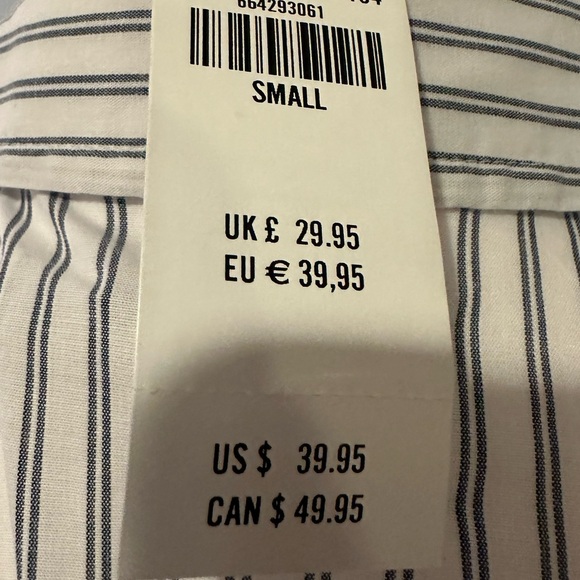 664293061
SMALL
UK £ 29.95
EU € 39,95
US $ 39.95
CAN $ 49.95